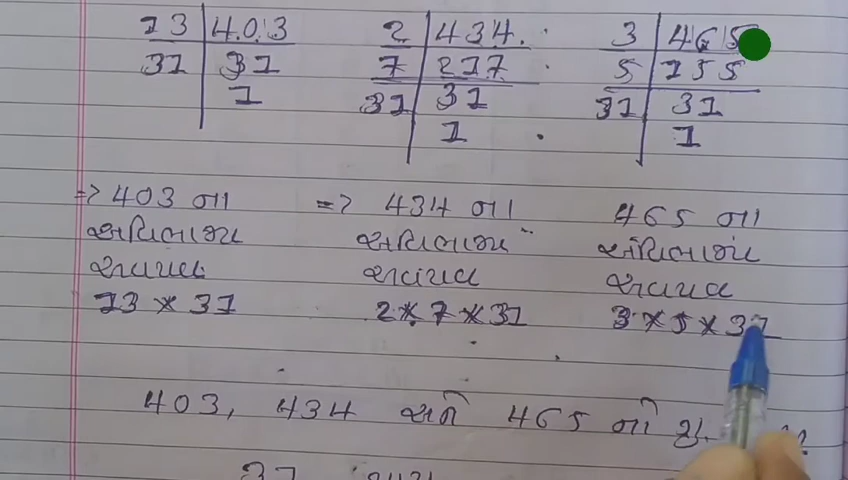 13 | 403    2 | 434.    3 | 465
31 | 31    7 | 217    5 | 155
1    31 | 31    31 | 31
1    1
=> 403 ના    => 434 ના    465 ના
અવિભાજ્ય    અવિભાજ્ય    અવિભાજ્ય
અવયવ    અવયવ    અવયવ
13 × 31    2 × 7 × 31    3 × 5 × 31
403, 434 અને 465 નો ગુ.
31